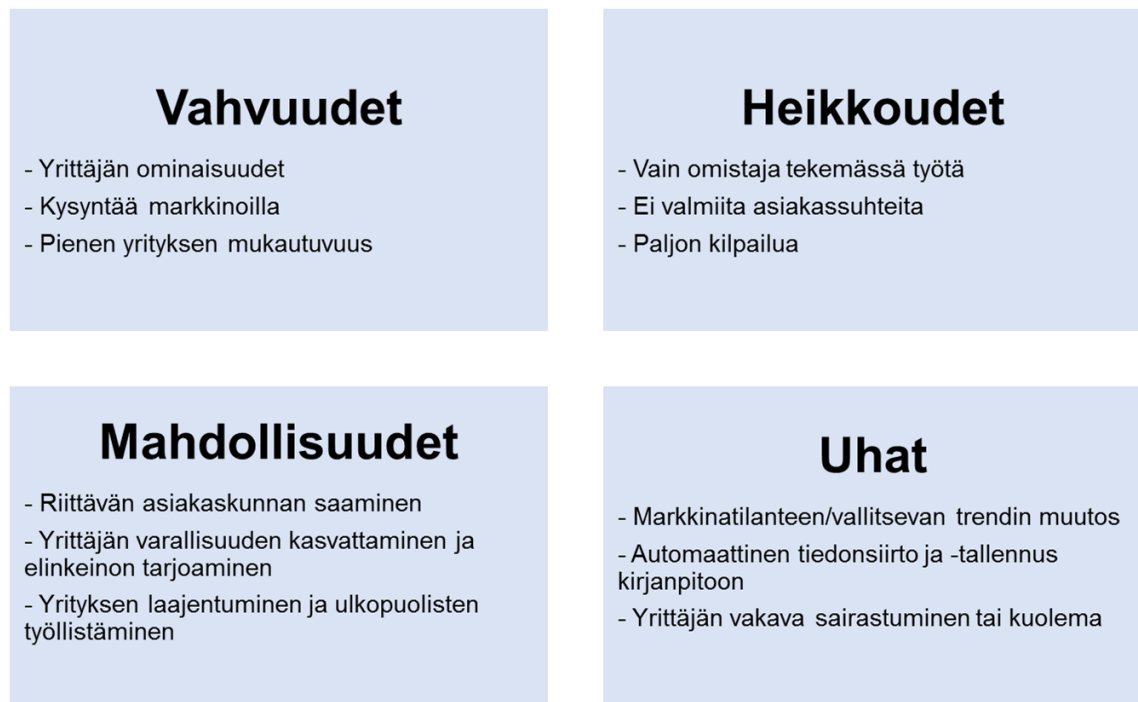 Vahvuudet
- Yrittäjän ominaisuudet
- Kysyntää markkinoilla
- Pienen yrityksen mukautuvuus
Heikkoudet
- Vain omistaja tekemässä työtä
- Ei valmiita asiakassuhteita
- Paljon kilpailua
Mahdollisuudet
- Riittävän asiakaskunnan saaminen
- Yrittäjän varallisuuden kasvattaminen ja
elinkeinon tarjoaminen
- Yrityksen laajentuminen ja ulkopuolisten
työllistäminen
Uhat
- Markkinatilanteen/vallitsevan trendin muutos
- Automaattinen tiedonsiirto ja -tallennus
kirjanpitoon
- Yrittäjän vakava sairastuminen tai kuolema